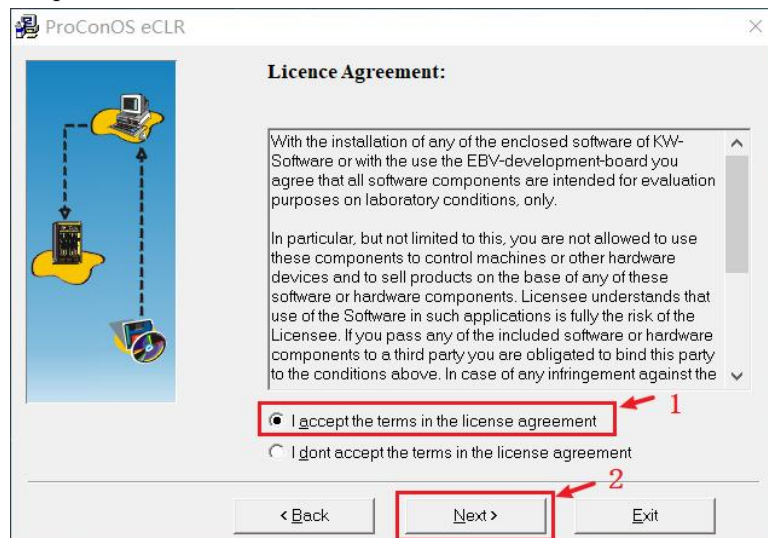 ProConOS eCLR
Licence Agreement:
With the installation of any of the enclosed software of KW-
Software or with the use the EBV-development-board you
agree that all software components are intended for evaluation
purposes on laboratory conditions, only.
In particular, but not limited to this, you are not allowed to use
these components to control machines or other hardware
devices and to sell products on the base of any of these
software or hardware components. Licensee understands that
use of the Software in such applications is fully the risk of the
Licensee. If you pass any of the included software or hardware
components to a third party you are obligated to bind this party
to the conditions above. In case of any infringement against the
I accept the terms in the license agreement
1
I dont accept the terms in the license agreement
2
< Back
Next >
Exit